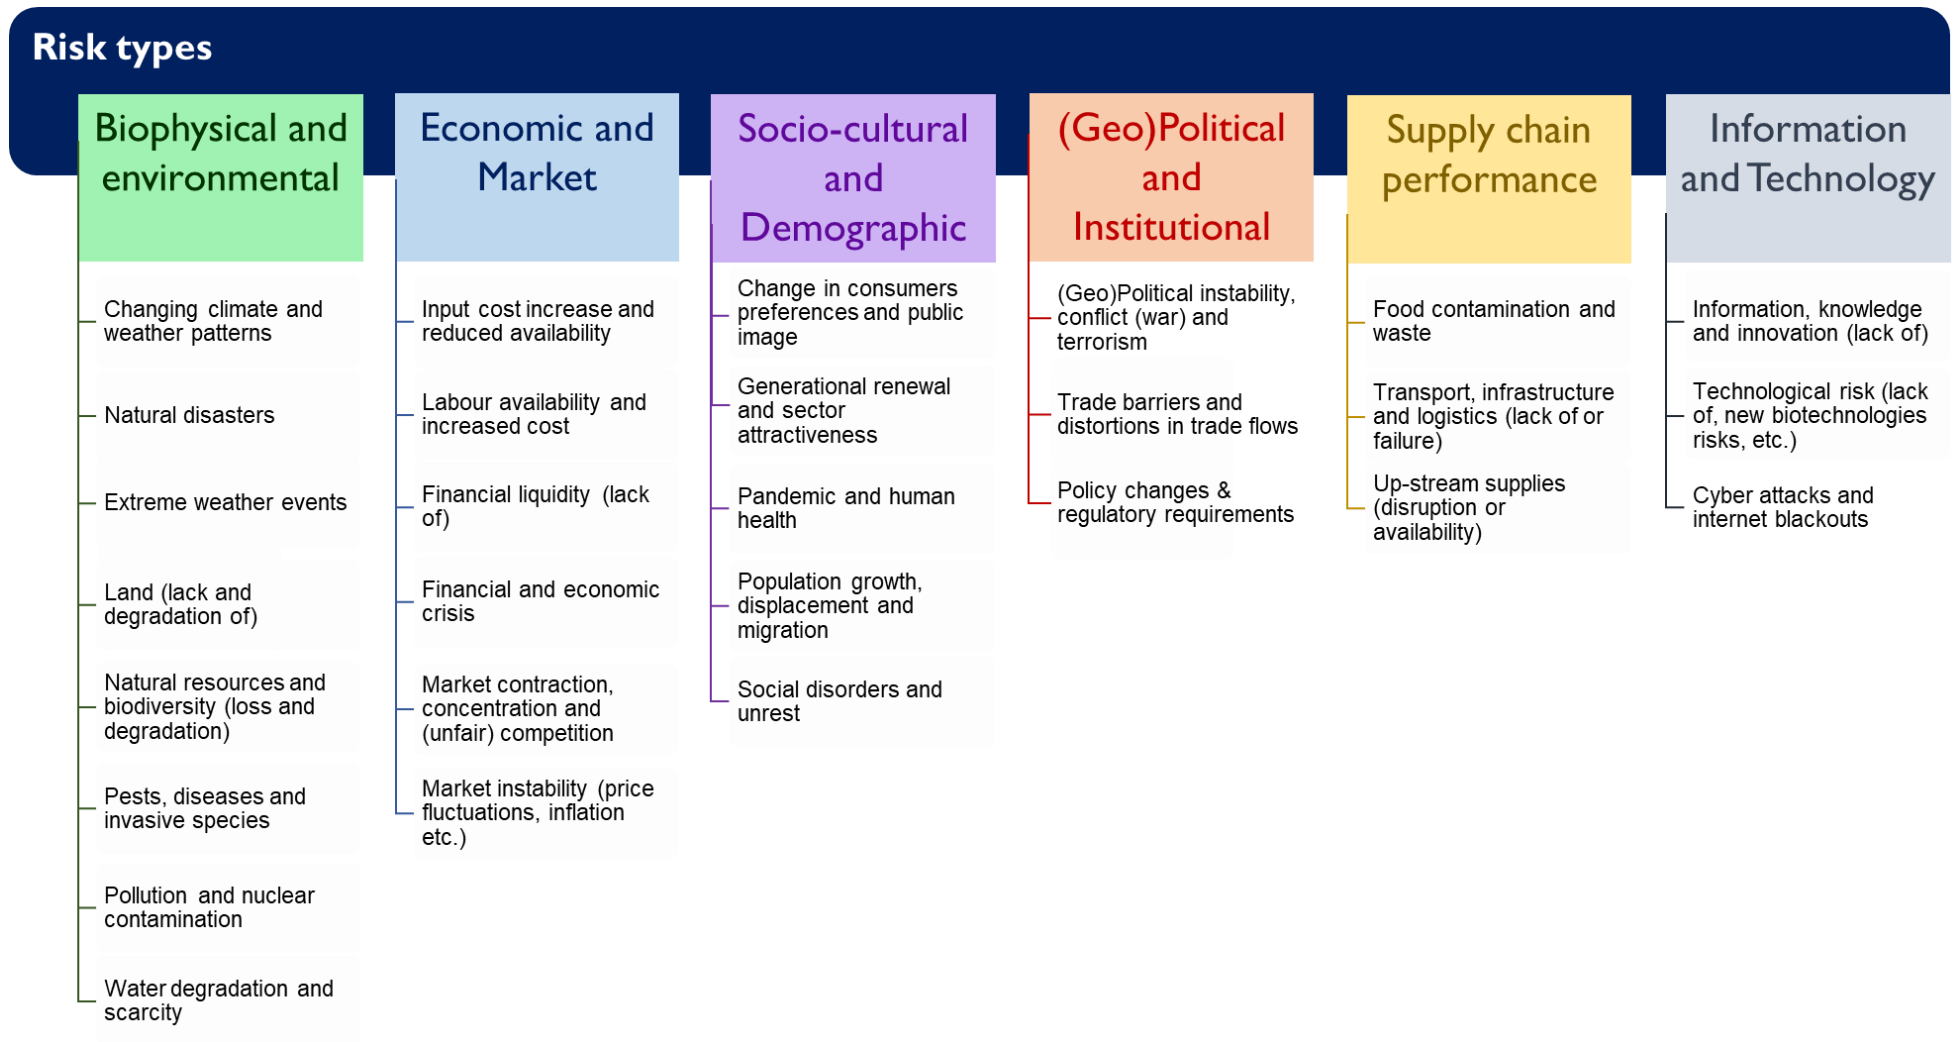 Risk types
Biophysical and
environmental
Changing climate and
weather patterns
Natural disasters
Extreme weather events
Land (lack and
degradation of)
Natural resources and
biodiversity (loss and
degradation)
Pests, diseases and
invasive species
Pollution and nuclear
contamination
Water degradation and
scarcity
Economic and
Market
Input cost increase and
reduced availability
Labour availability and
increased cost
Financial liquidity (lack
of)
Financial and economic
crisis
Market contraction,
concentration and
(unfair) competition
Market instability (price
fluctuations, inflation
etc.)
Socio-cultural
and
Demographic
Change in consumers
preferences and public
image
Generational renewal
and sector
attractiveness
Pandemic and human
health
Population growth,
displacement and
migration
Social disorders and
unrest
(Geo)Political
and
Institutional
(Geo)Political instability,
conflict (war) and
terrorism
Trade barriers and
distortions in trade flows
Policy changes &
regulatory requirements
Supply chain
performance
Food contamination and
waste
Transport, infrastructure
and logistics (lack of or
failure)
Up-stream supplies
(disruption or
availability)
Information
and Technology
Information, knowledge
and innovation (lack of)
Technological risk (lack
of, new biotechnologies
risks, etc.)
Cyber attacks and
internet blackouts